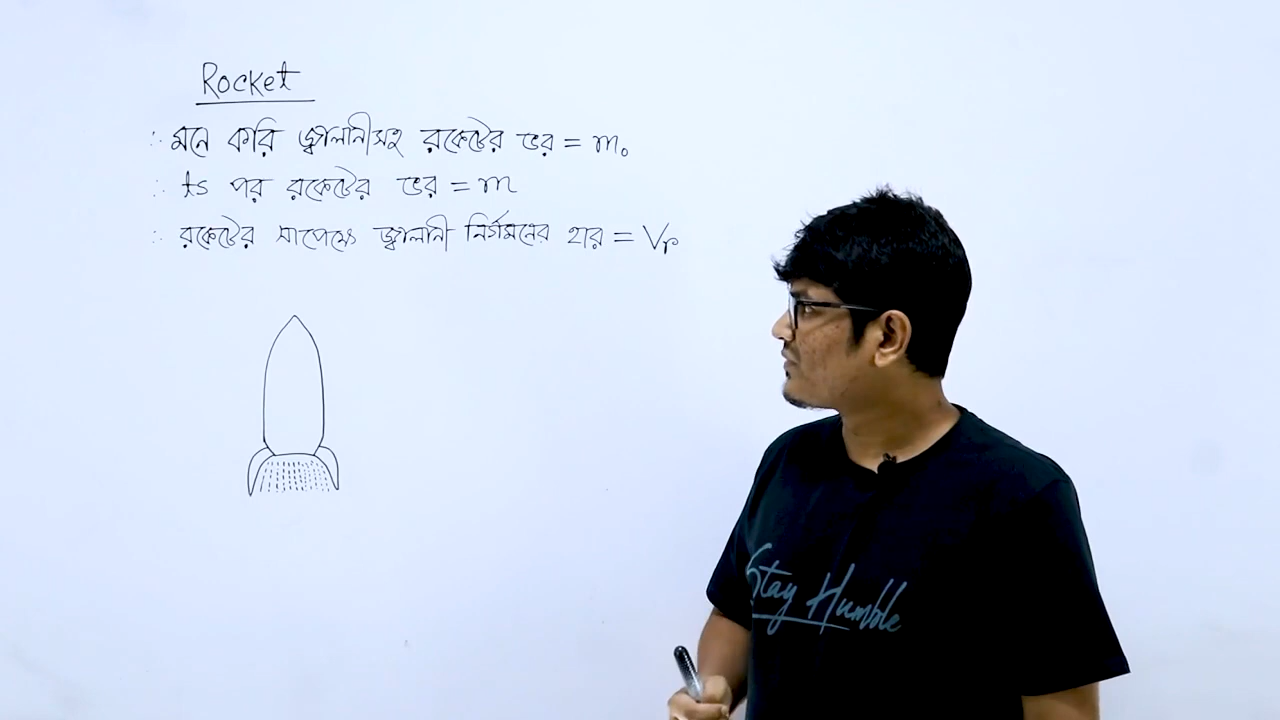 Rocket
∴ মনে করি জ্বালানীসহ রকেটের ভর = m₀
∴ ts পর রকেটের ভর = m
∴ রকেটের সাপেক্ষে জ্বালানী নির্গমনের হার = Vr
Stay Humble